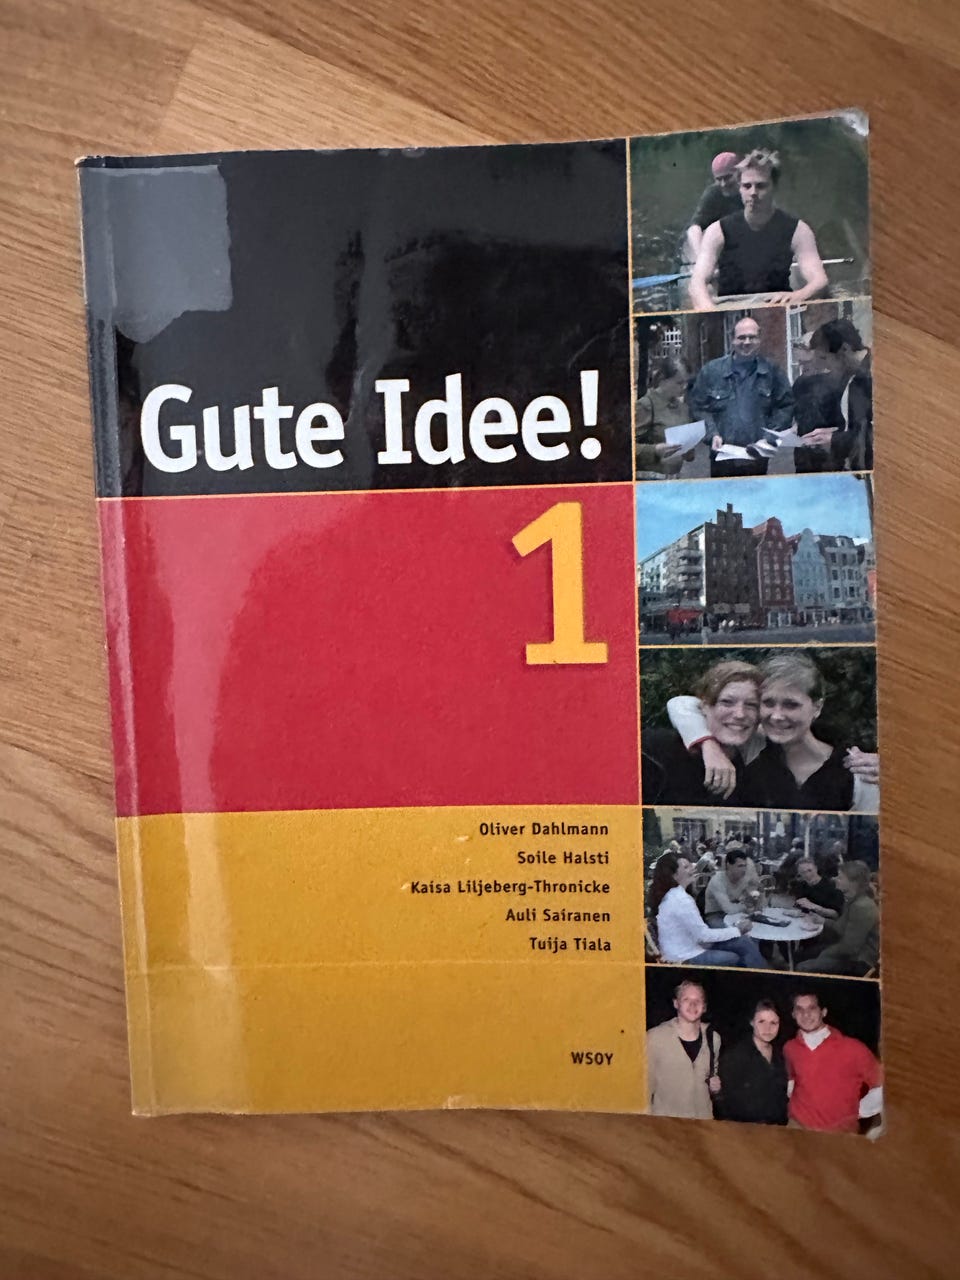 Gute Idee!
1
Oliver Dahlmann
Soile Halsti
Kaisa Liljeberg-Thronicke
Auli Sairanen
Tuija Tiala
WSOY